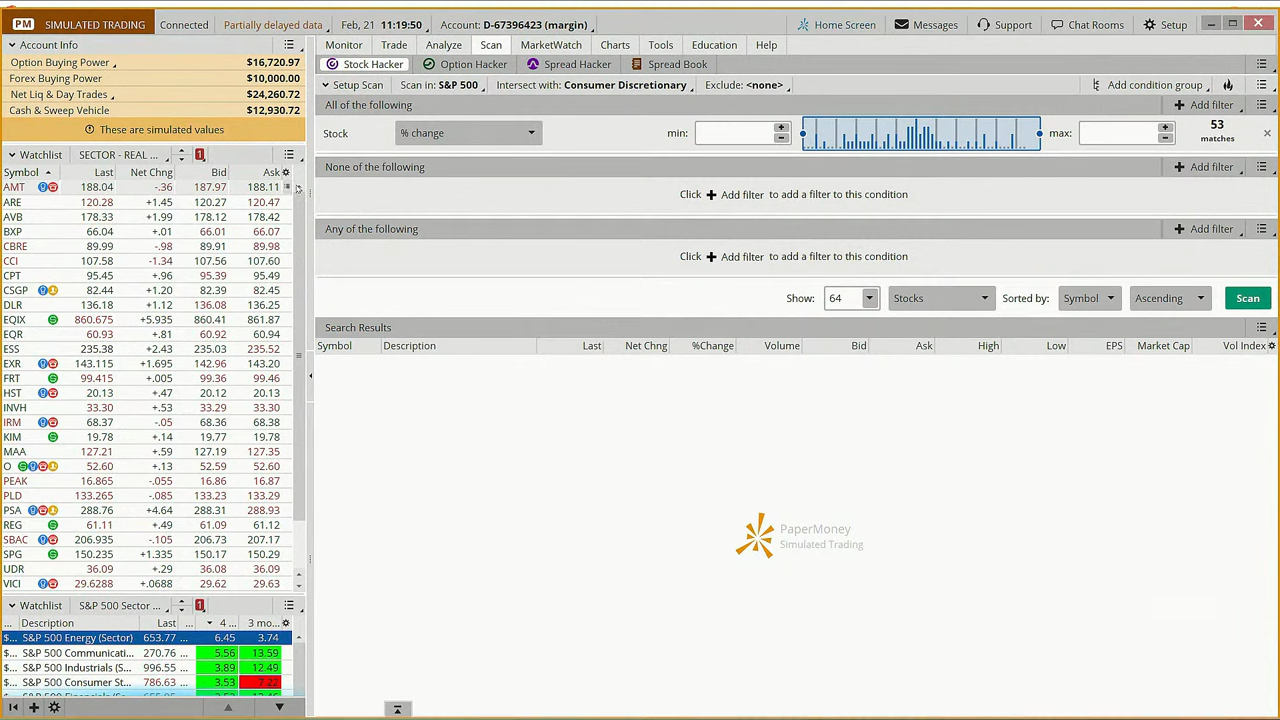 PM SIMULATED TRADING Connected Partially delayed data Feb, 21 11:19:50 Account: D-67396423 (margin) Home Screen Messages Support Chat Rooms Setup
Account Info
Option Buying Power $16,720.97
Forex Buying Power $10,000.00
Net Liq & Day Trades $24,260.72
Cash & Sweep Vehicle $12,930.72
These are simulated values
Watchlist SECTOR - REAL ... 1
Symbol Last Net Chng Bid Ask
AMT 188.04 -.36 187.97 188.11
ARE 120.28 +1.45 120.27 120.47
AVB 178.33 +1.99 178.12 178.42
BXP 66.04 +.01 66.01 66.07
CBRE 89.99 -.98 89.91 89.98
CCI 107.58 -1.34 107.56 107.60
CPT 95.45 +.96 95.39 95.49
CSGP 82.44 +1.20 82.39 82.45
DLR 136.18 +1.12 136.08 136.25
EQIX 860.675 +5.935 860.41 861.87
EQR 60.93 +.81 60.92 60.94
ESS 235.38 +2.43 235.03 235.52
EXR 143.115 +1.695 142.96 143.20
FRT 99.415 +.005 99.36 99.46
HST 20.13 +.47 20.12 20.13
INVH 33.30 +.53 33.29 33.30
IRM 68.37 -.05 68.36 68.38
KIM 19.78 +.14 19.77 19.78
MAA 127.21 +.59 127.19 127.35
O 52.60 +.13 52.59 52.60
PEAK 16.865 -.055 16.86 16.87
PLD 133.265 -.085 133.23 133.29
PSA 288.76 +4.64 288.31 288.93
REG 61.11 +.49 61.09 61.12
SBAC 206.935 -.105 206.73 207.17
SPG 150.235 +1.335 150.17 150.29
UDR 36.09 +.29 36.08 36.09
VICI 29.6288 +.0688 29.62 29.63
Watchlist S&P 500 Sector ... 1
... Description Last ... 4 ... 3 mo...
$... S&P 500 Energy (Sector) 653.77 ... 6.45 3.74
$... S&P 500 Communicati... 270.76 ... 5.56 13.59
$... S&P 500 Industrials (S... 996.55 ... 3.89 12.49
$... S&P 500 Consumer St... 786.63 ... 3.53 7.22
Monitor Trade Analyze Scan MarketWatch Charts Tools Education Help
Stock Hacker Option Hacker Spread Hacker Spread Book
Setup Scan Scan in: S&P 500 Intersect with: Consumer Discretionary Exclude: <none> Add condition group
All of the following Add filter
Stock % change min: max: 53 matches
None of the following Add filter
Click Add filter to add a filter to this condition
Any of the following Add filter
Click Add filter to add a filter to this condition
Show: 64 Stocks Sorted by: Symbol Ascending Scan
Search Results
Symbol Description Last Net Chng %Change Volume Bid Ask High Low EPS Market Cap Vol Index
PaperMoney
Simulated Trading